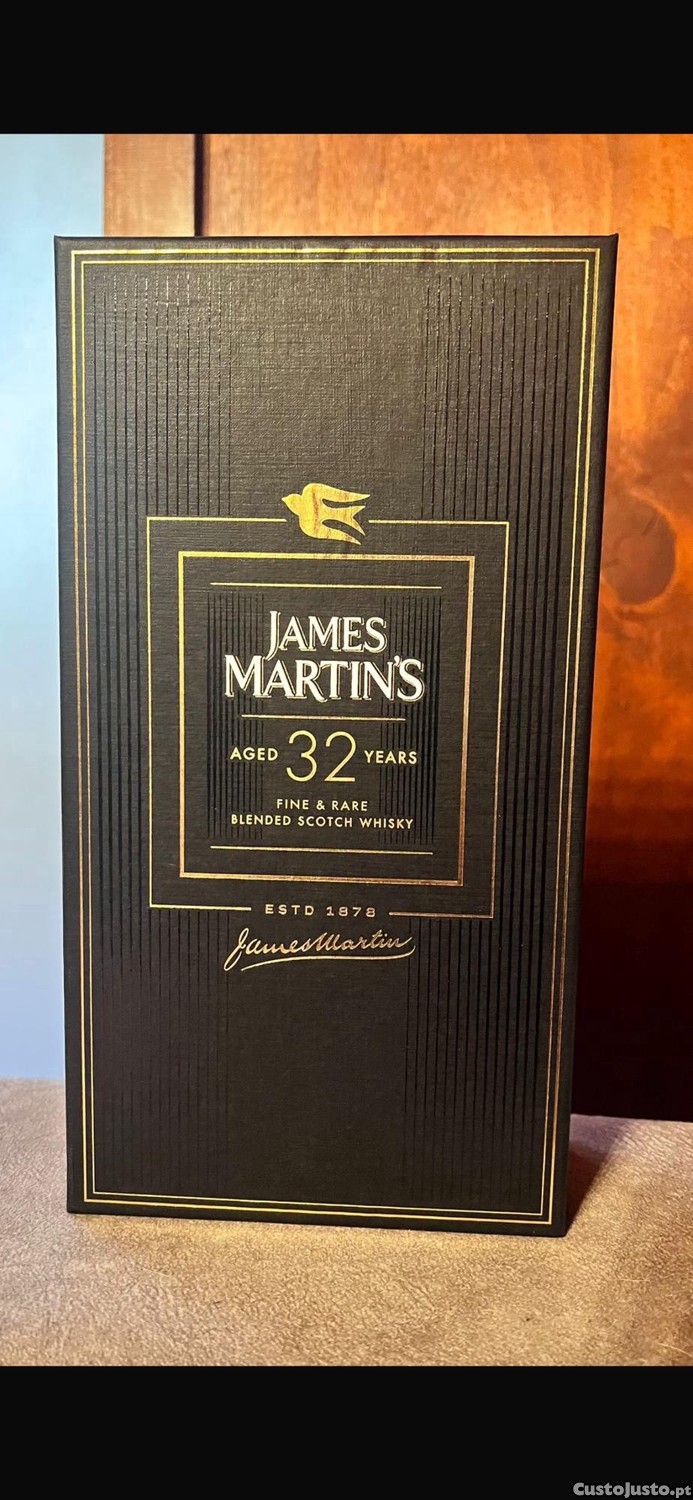 JAMES
MARTIN'S
AGED 32 YEARS
FINE & RARE
BLENDED SCOTCH WHISKY
ESTD 1878
James Martin
CustoJusto.pt